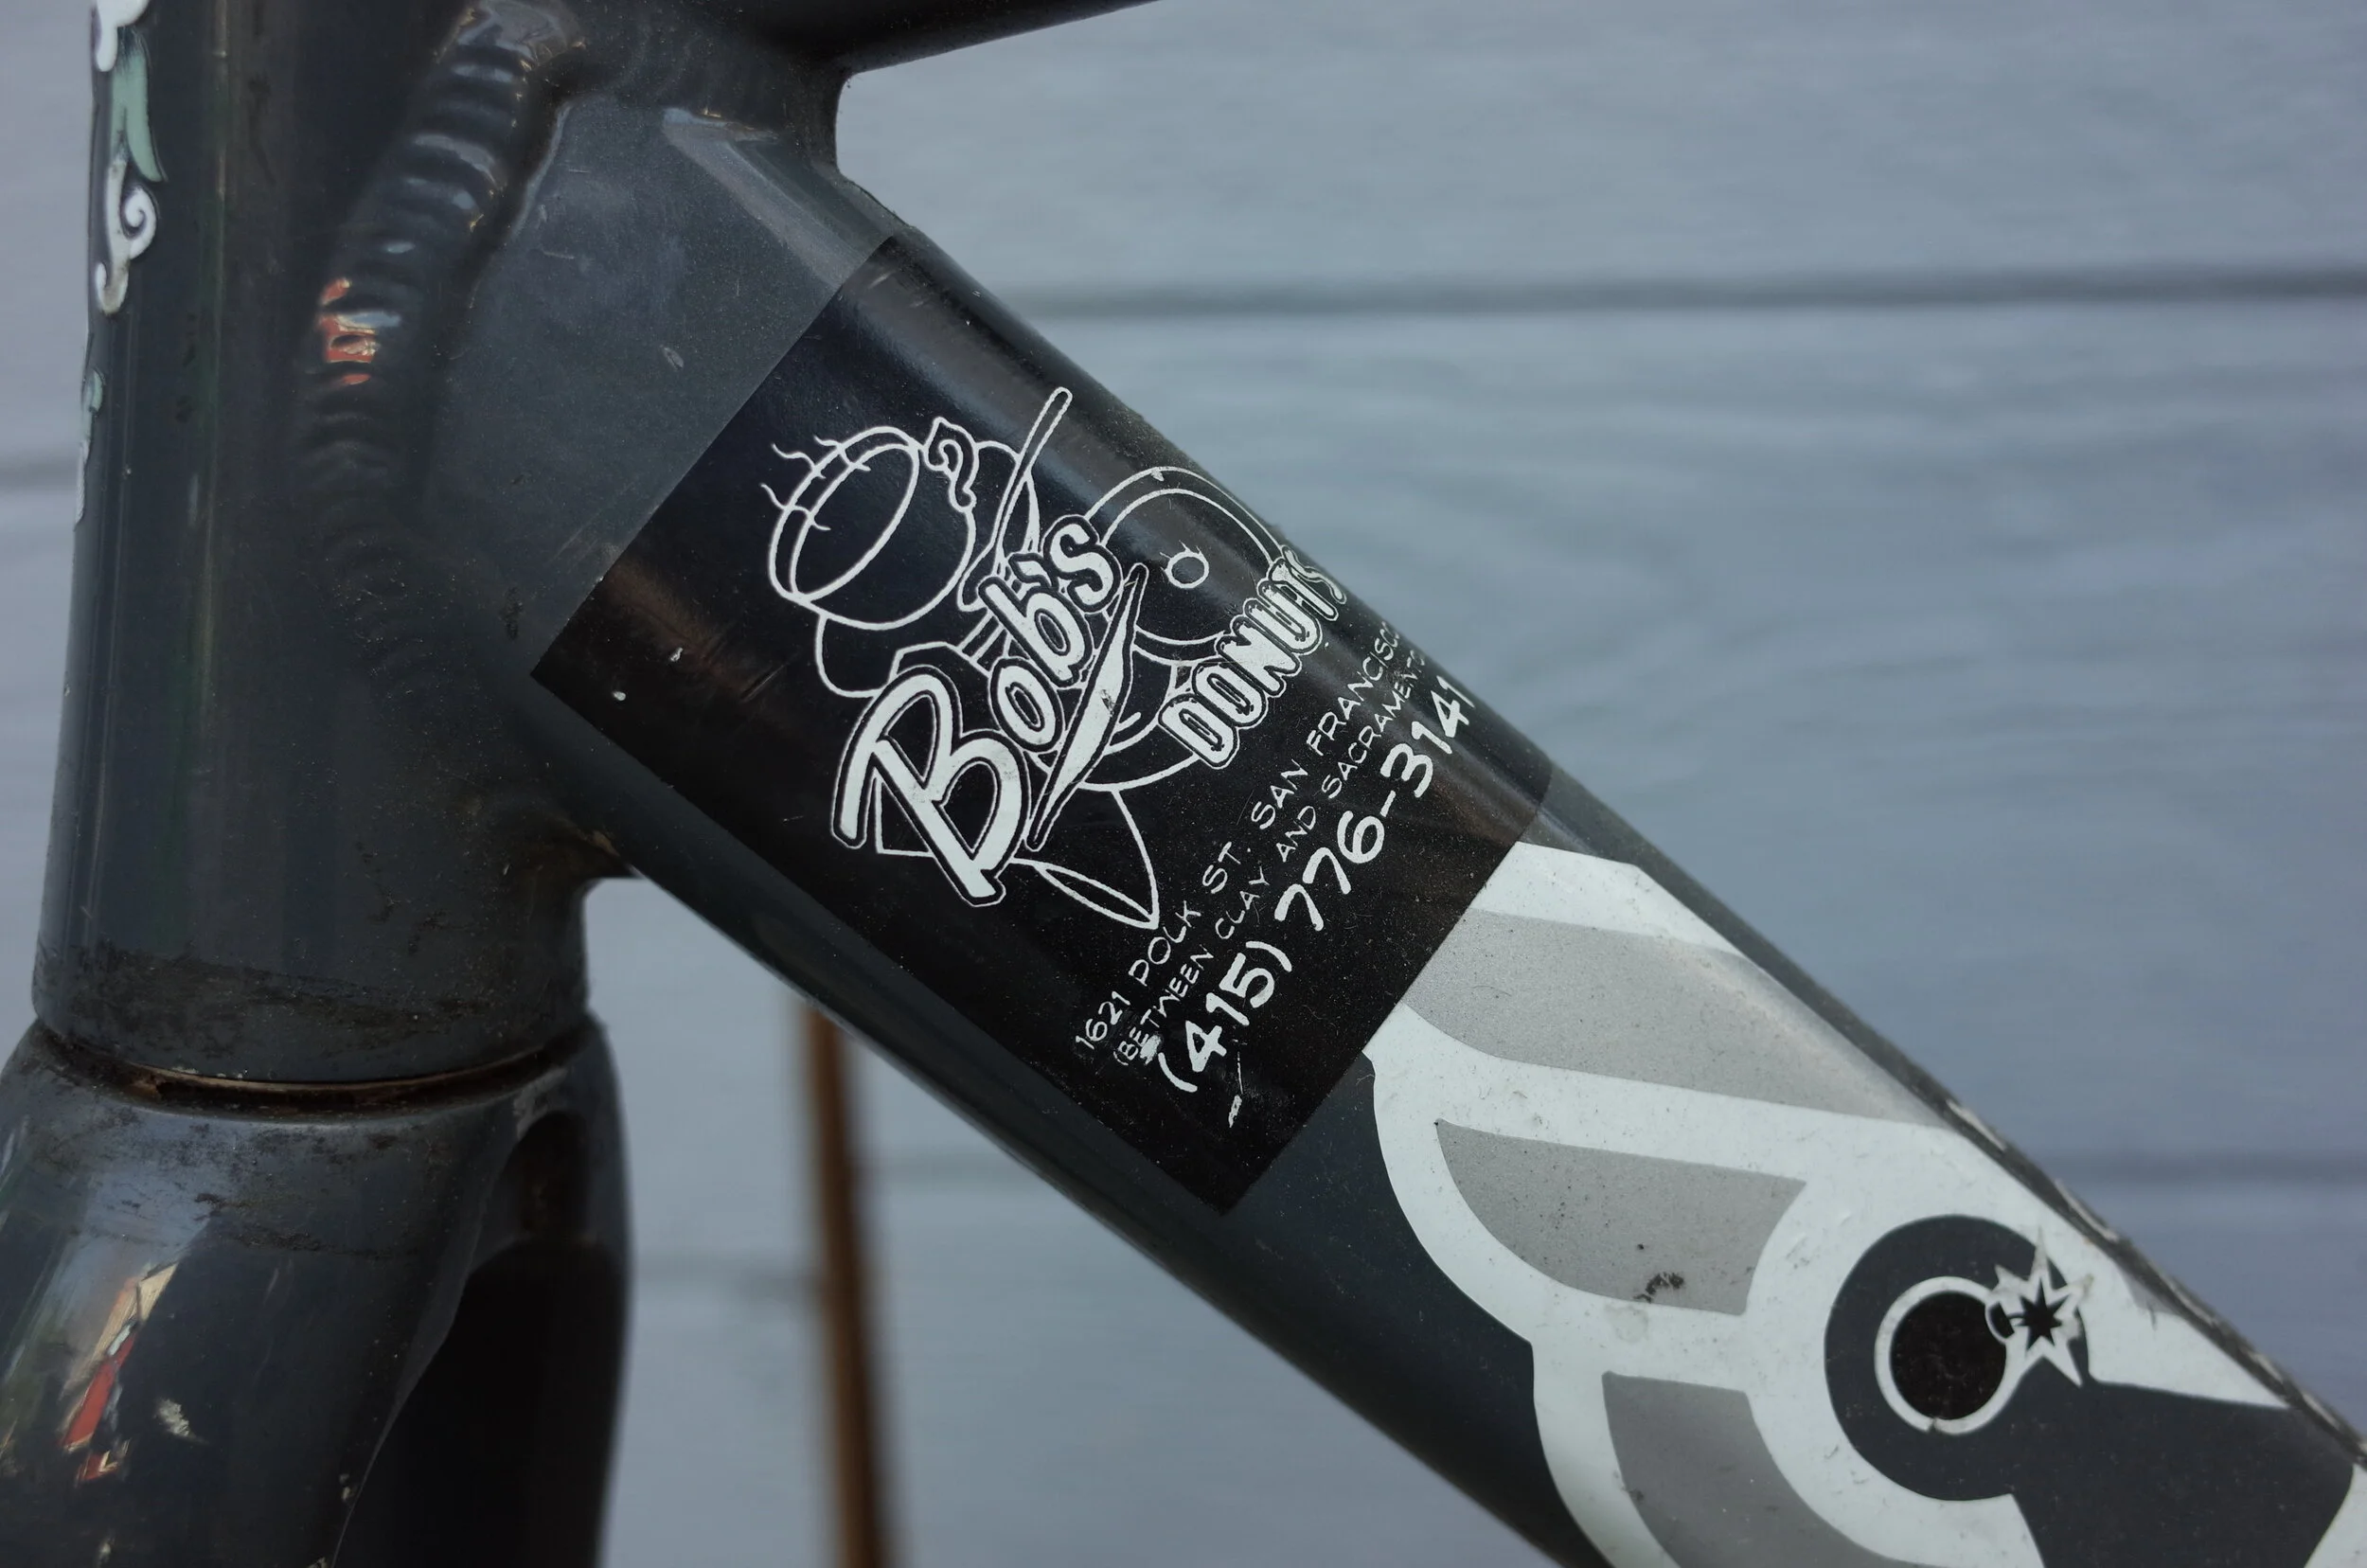 Bob's
DONUTS
1621 POLK ST. SAN FRANCISCO
(BETWEEN CLAY AND SACRAMENTO
(415) 776-3141